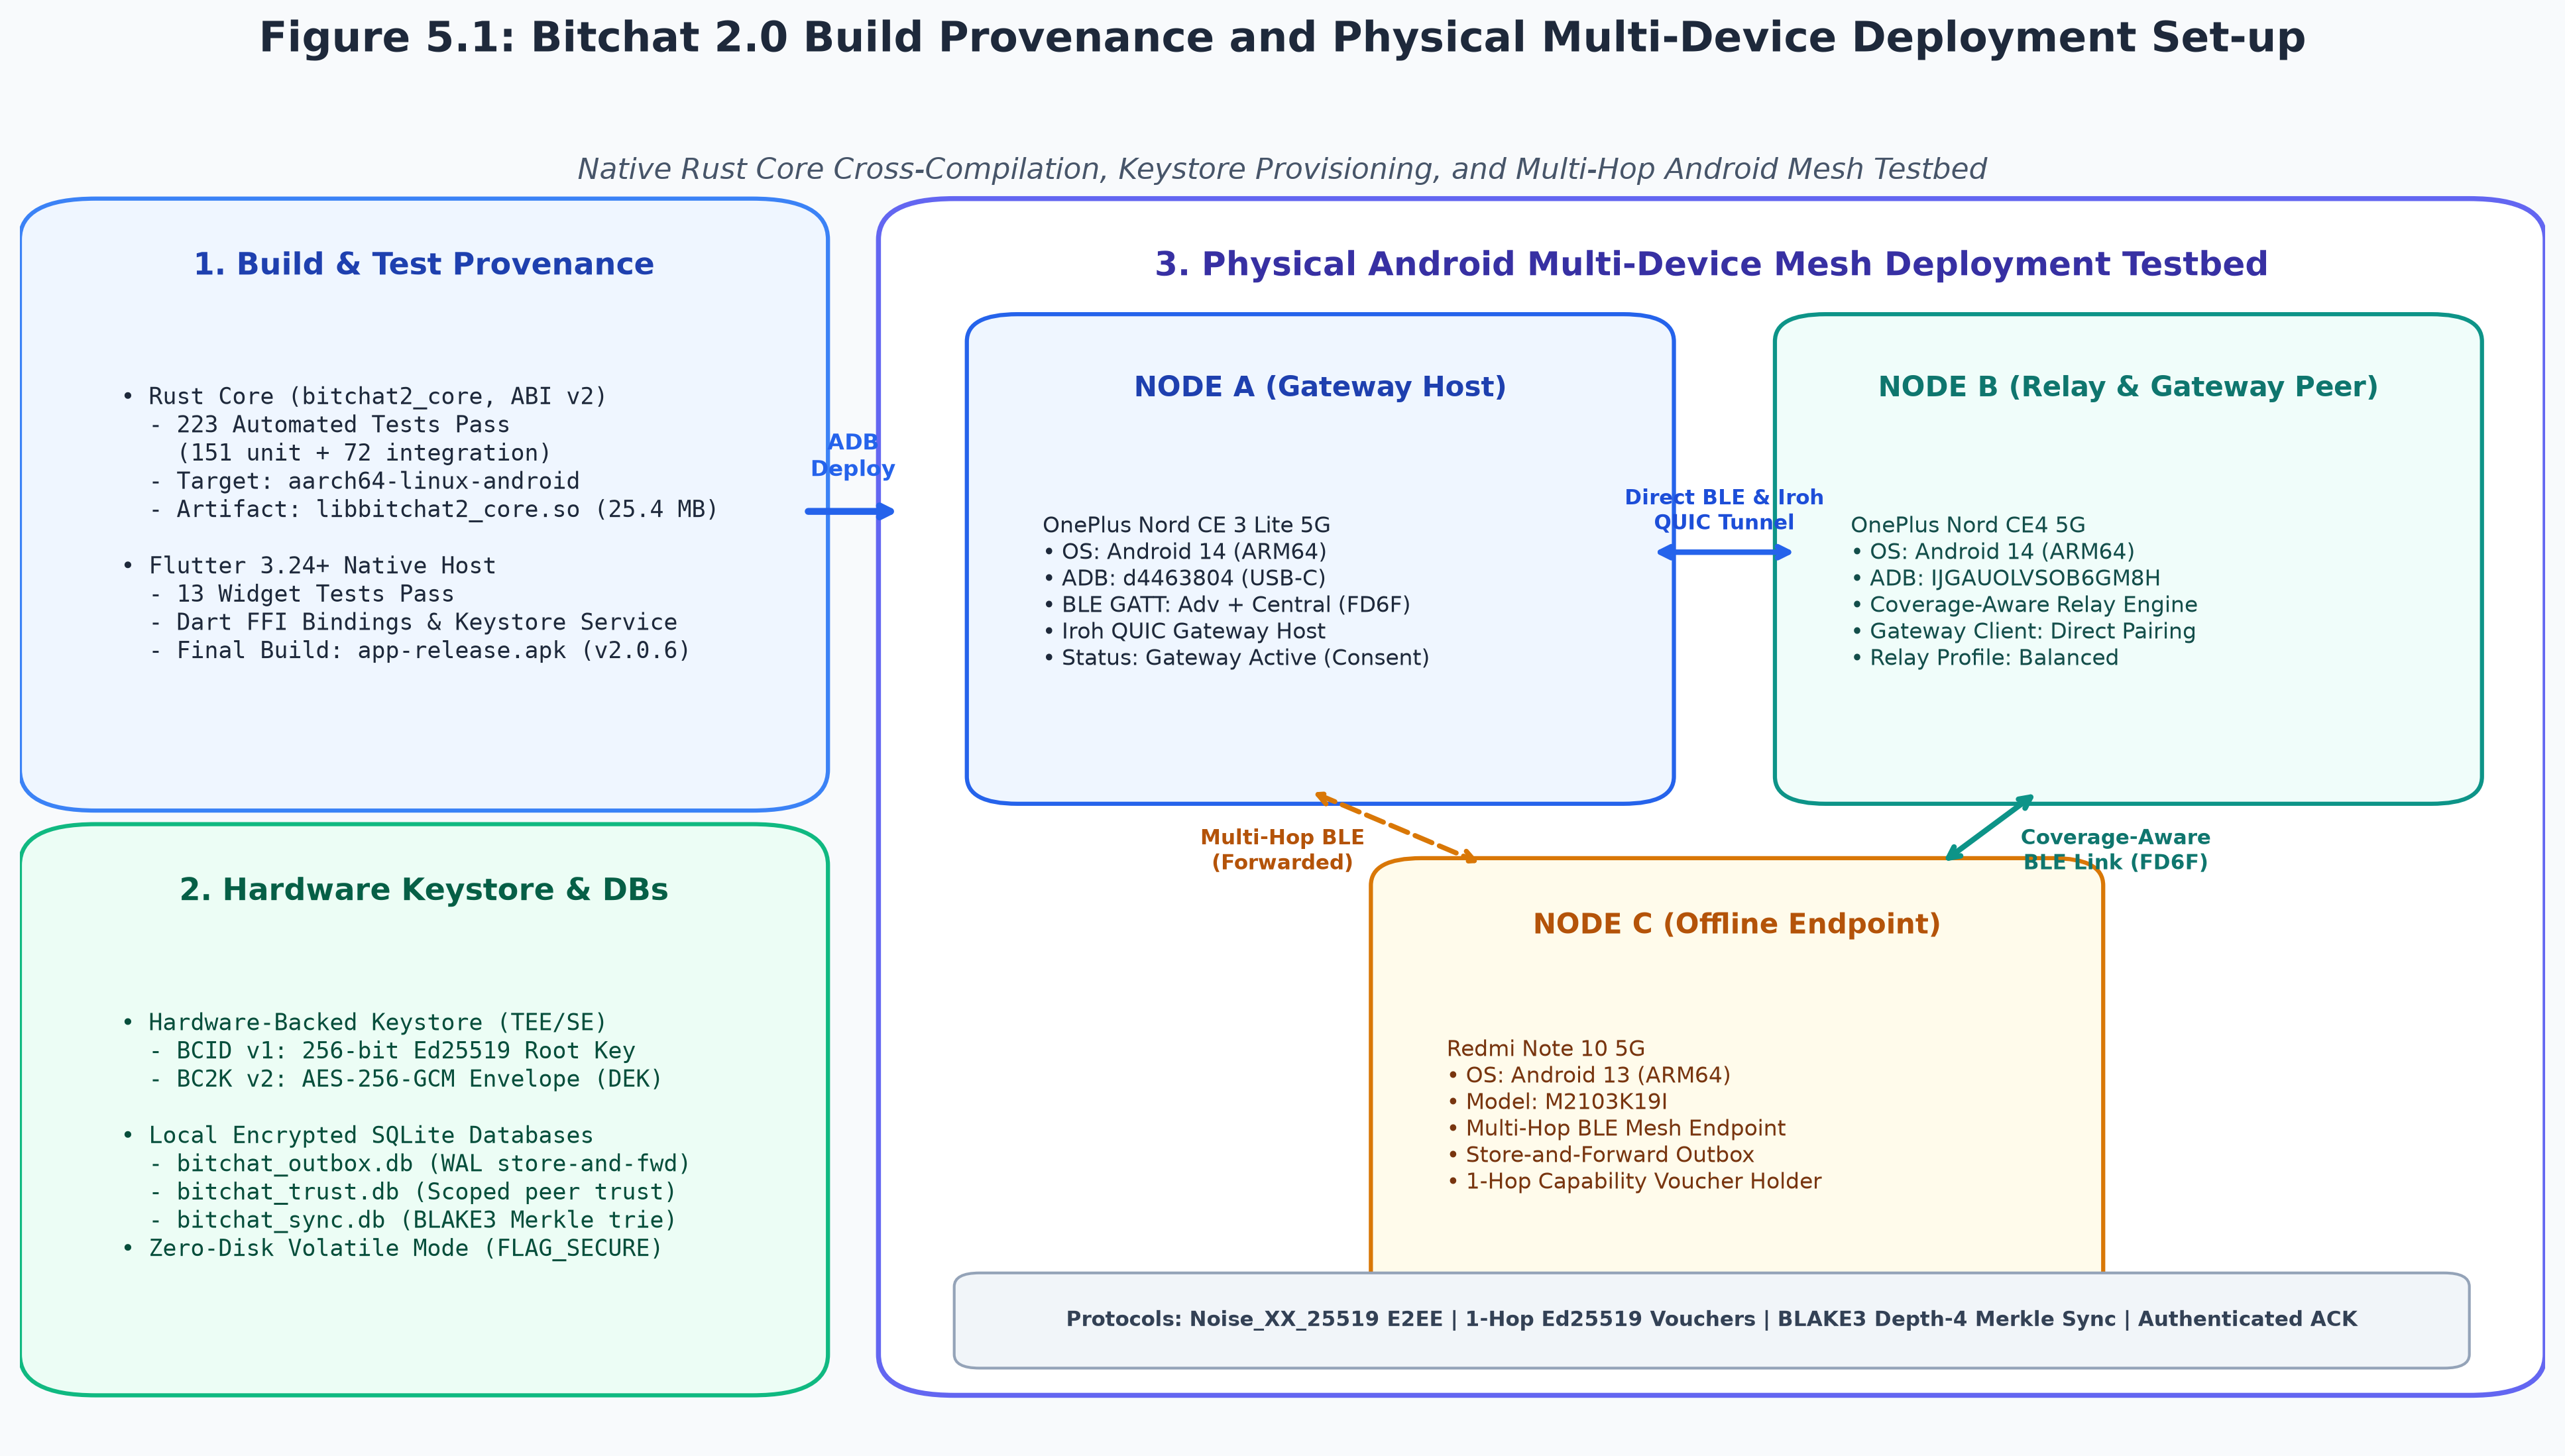 Figure 5.1: Bitchat 2.0 Build Provenance and Physical Multi-Device Deployment Set-up
Native Rust Core Cross-Compilation, Keystore Provisioning, and Multi-Hop Android Mesh Testbed
1. Build & Test Provenance
• Rust Core (bitchat2_core, ABI v2)
- 223 Automated Tests Pass
(151 unit + 72 integration)
- Target: aarch64-linux-android
- Artifact: libbitchat2_core.so (25.4 MB)
• Flutter 3.24+ Native Host
- 13 Widget Tests Pass
- Dart FFI Bindings & Keystore Service
- Final Build: app-release.apk (v2.0.6)
ADB
Deploy
2. Hardware Keystore & DBs
• Hardware-Backed Keystore (TEE/SE)
- BCID v1: 256-bit Ed25519 Root Key
- BC2K v2: AES-256-GCM Envelope (DEK)
• Local Encrypted SQLite Databases
- bitchat_outbox.db (WAL store-and-fwd)
- bitchat_trust.db (Scoped peer trust)
- bitchat_sync.db (BLAKE3 Merkle trie)
• Zero-Disk Volatile Mode (FLAG_SECURE)
3. Physical Android Multi-Device Mesh Deployment Testbed
NODE A (Gateway Host)
OnePlus Nord CE 3 Lite 5G
• OS: Android 14 (ARM64)
• ADB: d4463804 (USB-C)
• BLE GATT: Adv + Central (FD6F)
• Iroh QUIC Gateway Host
• Status: Gateway Active (Consent)
Direct BLE & Iroh
QUIC Tunnel
NODE B (Relay & Gateway Peer)
OnePlus Nord CE4 5G
• OS: Android 14 (ARM64)
• ADB: IJGAUOLVSOB6GM8H
• Coverage-Aware Relay Engine
• Gateway Client: Direct Pairing
• Relay Profile: Balanced
Multi-Hop BLE
(Forwarded)
Coverage-Aware
BLE Link (FD6F)
NODE C (Offline Endpoint)
Redmi Note 10 5G
• OS: Android 13 (ARM64)
• Model: M2103K19I
• Multi-Hop BLE Mesh Endpoint
• Store-and-Forward Outbox
• 1-Hop Capability Voucher Holder
Protocols: Noise_XX_25519 E2EE | 1-Hop Ed25519 Vouchers | BLAKE3 Depth-4 Merkle Sync | Authenticated ACK